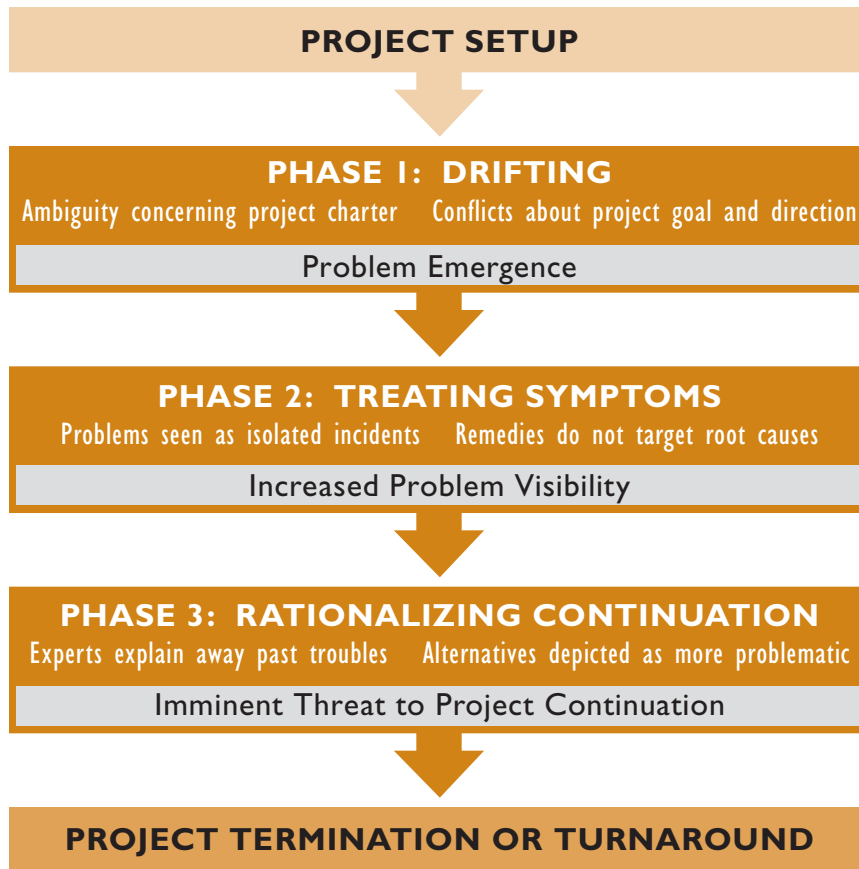 PROJECT SETUP
PHASE 1: DRIFTING
Ambiguity concerning project charter Conflicts about project goal and direction
Problem Emergence
PHASE 2: TREATING SYMPTOMS
Problems seen as isolated incidents Remedies do not target root causes
Increased Problem Visibility
PHASE 3: RATIONALIZING CONTINUATION
Experts explain away past troubles Alternatives depicted as more problematic
Imminent Threat to Project Continuation
PROJECT TERMINATION OR TURNAROUND